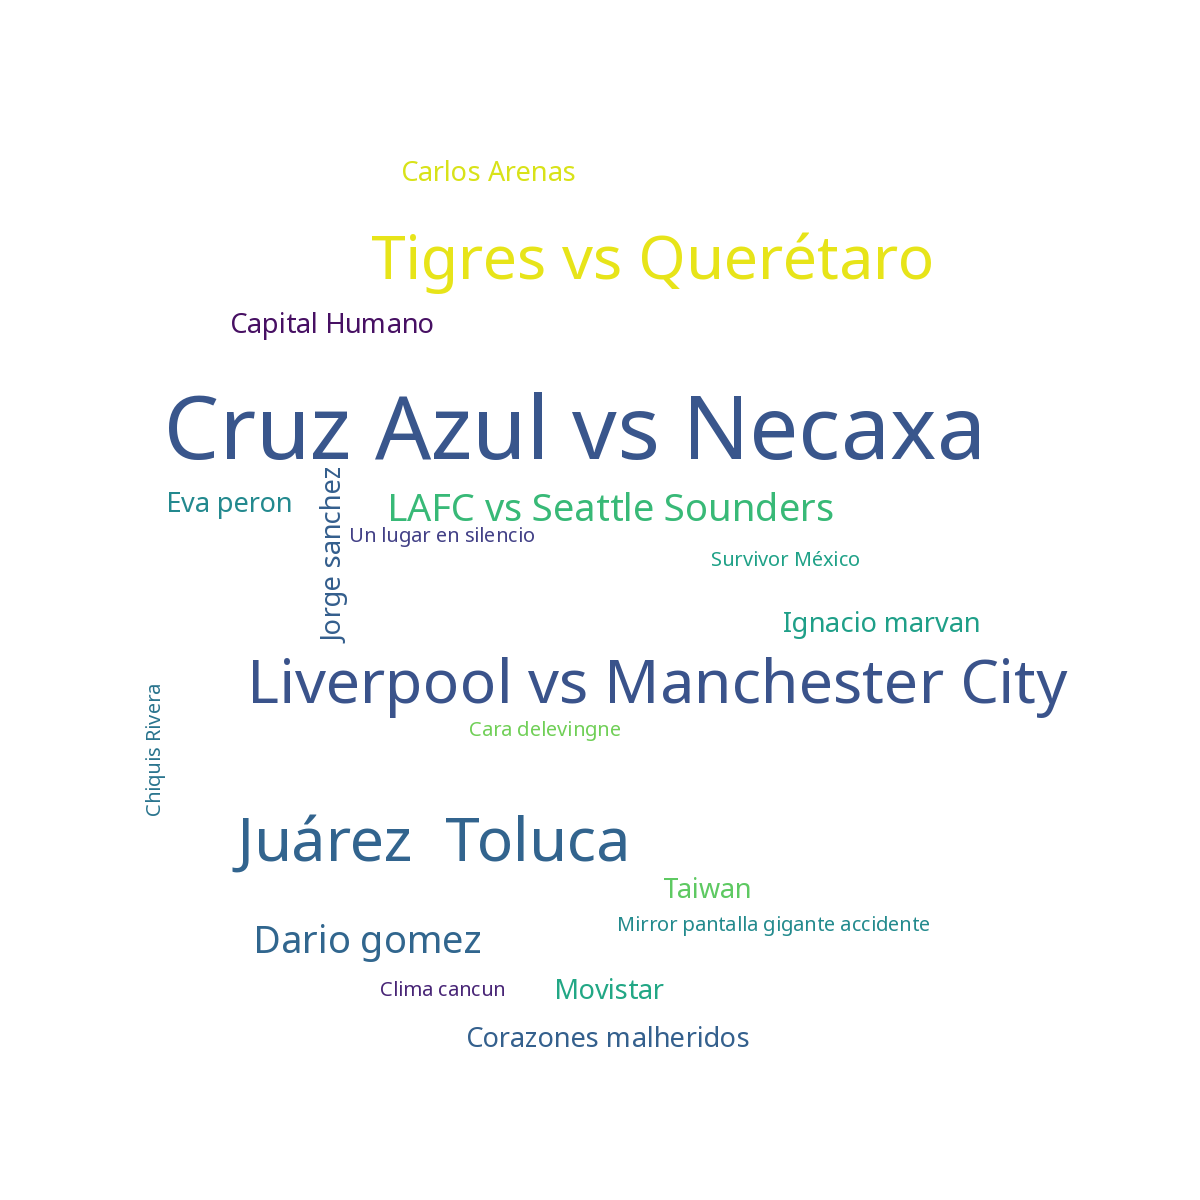 Carlos Arenas
Tigres vs Querétaro
Capital Humano
Cruz Azul vs Necaxa
Eva peron
Jorge sanchez
LAFC vs Seattle Sounders
Un lugar en silencio
Survivor México
Ignacio marvan
Liverpool vs Manchester City
Chiquis Rivera
Cara delevingne
Juárez  Toluca
Taiwan
Mirror pantalla gigante accidente
Dario gomez
Clima cancun
Movistar
Corazones malheridos